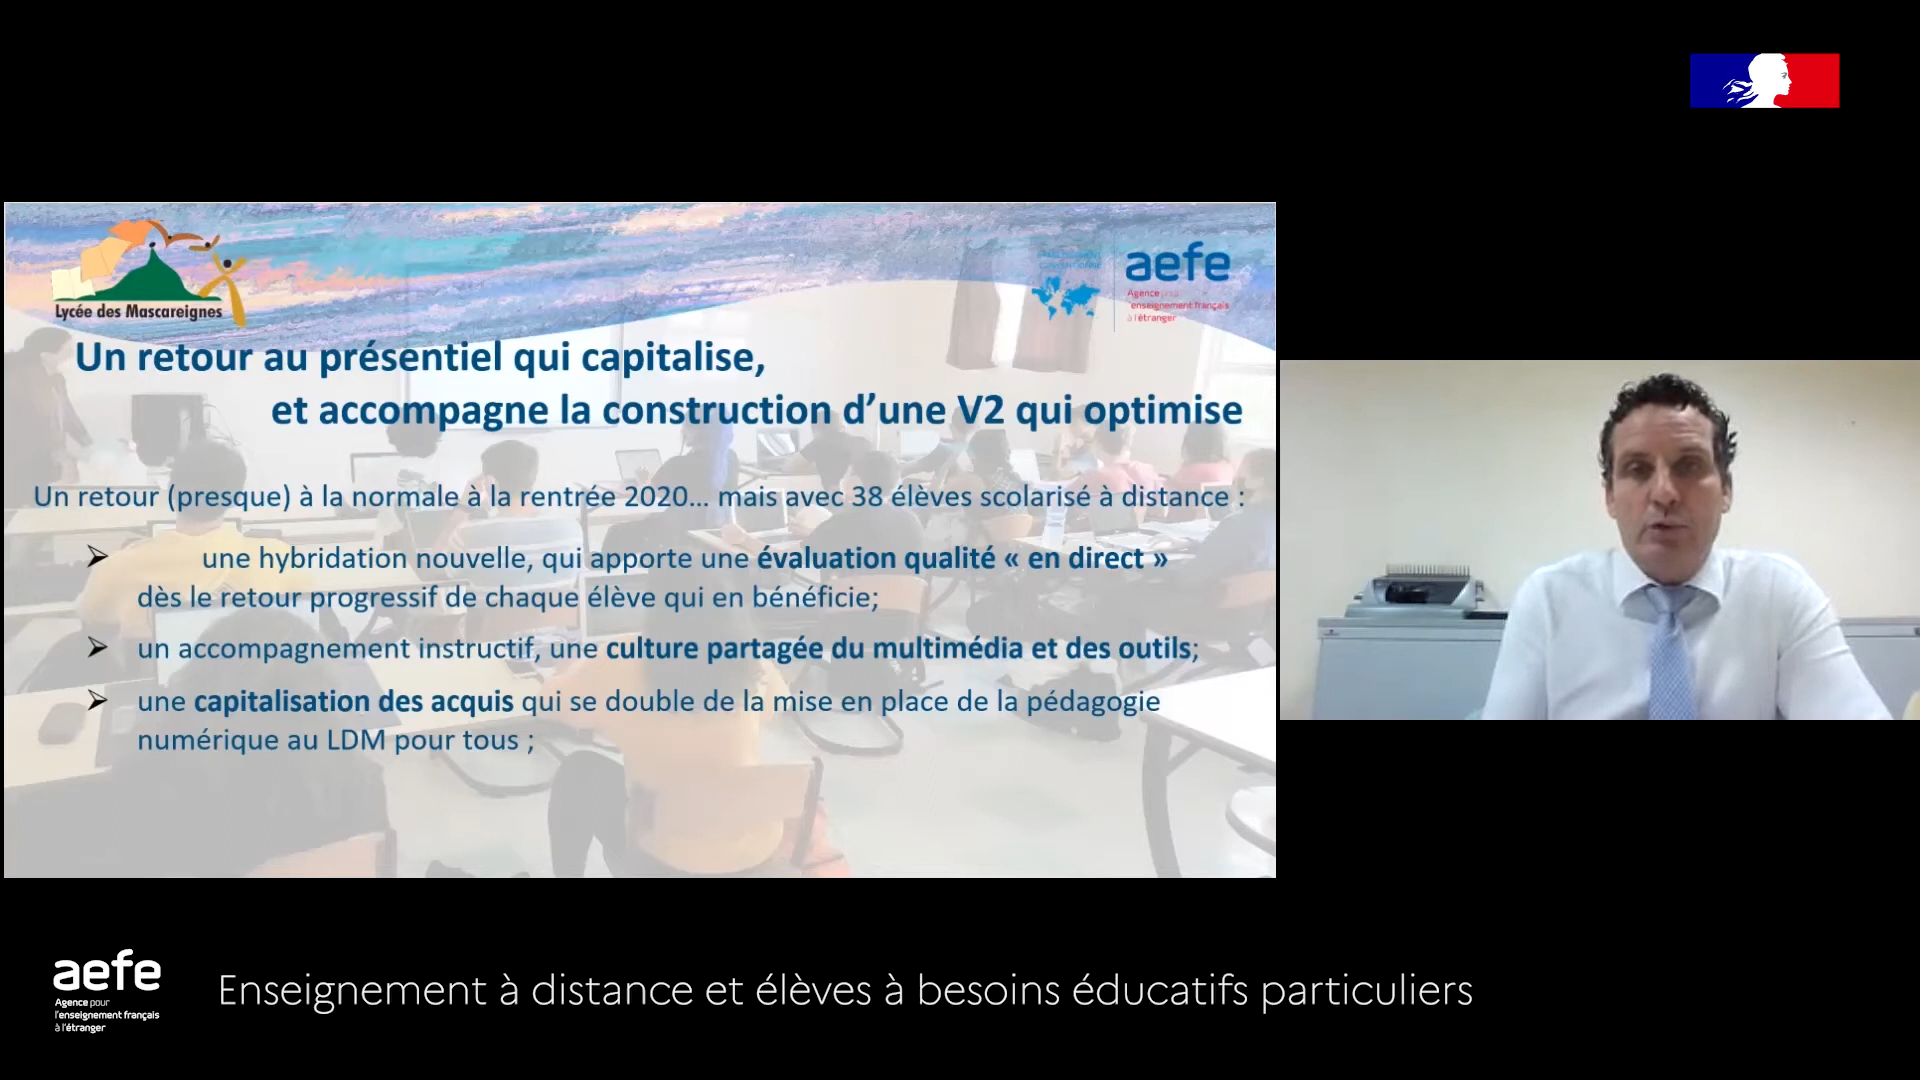 Lycée des Mascareignes
aefe
Agence pour
l'enseignement français
à l'étranger
Un retour au présentiel qui capitalise,
et accompagne la construction d’une V2 qui optimise
Un retour (presque) à la normale à la rentrée 2020... mais avec 38 élèves scolarisé à distance :
➢ une hybridation nouvelle, qui apporte une évaluation qualité « en direct »
dès le retour progressif de chaque élève qui en bénéficie;
➢ un accompagnement instructif, une culture partagée du multimédia et des outils;
➢ une capitalisation des acquis qui se double de la mise en place de la pédagogie
numérique au LDM pour tous ;
aefe
Agence pour
l'enseignement français
à l'étranger
Enseignement à distance et élèves à besoins éducatifs particuliers